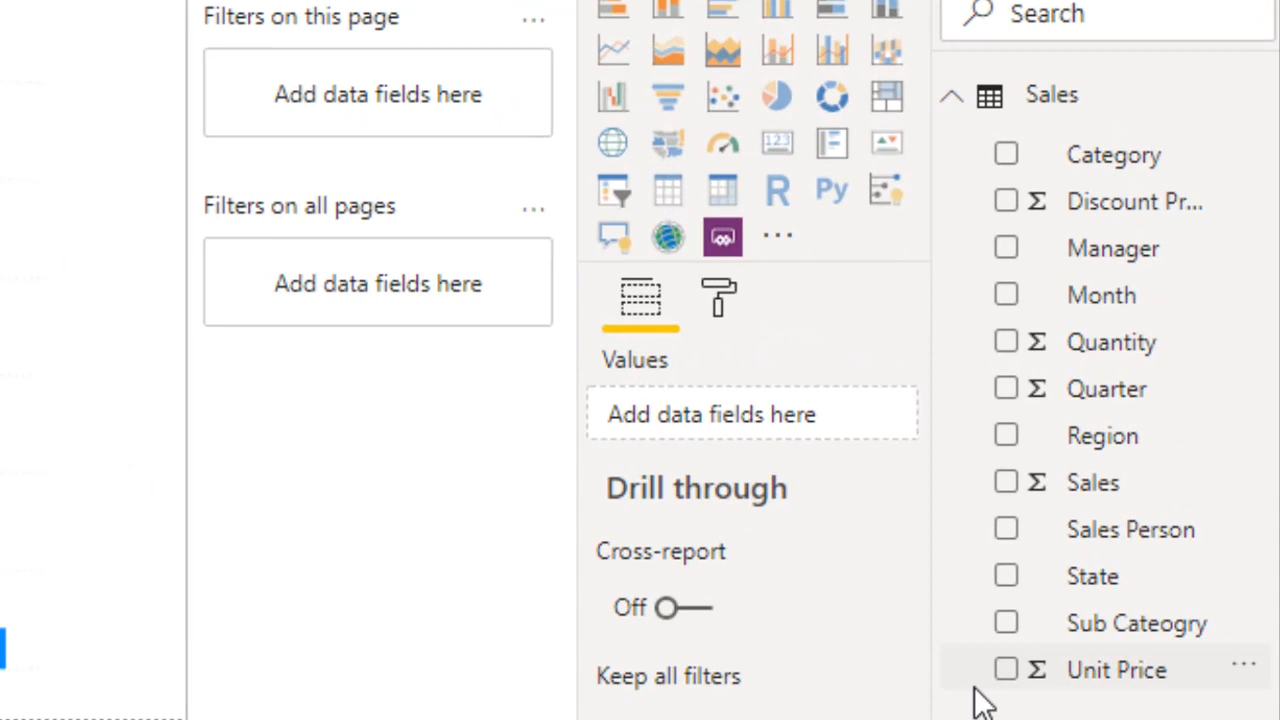 Filters on this page
...
Add data fields here
Filters on all pages
...
Add data fields here
123
R
Py
...
Values
Add data fields here
Drill through
Cross-report
Off
Keep all filters
Search
Sales
Category
Σ Discount Pr...
Manager
Month
Σ Quantity
Σ Quarter
Region
Σ Sales
Sales Person
State
Sub Cateogry
Σ Unit Price ...